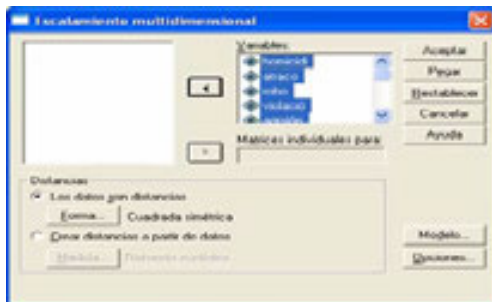 Escalamiento multidimensional
Variables:
homicidi
atraco
robo
violacio
Aceptar
Pegar
Restablecer
Cancelar
Ayuda
Matrices individuales para:
Distancias
Los datos son distancias
Forma... Cuadrada simétrica
Crear distancias a partir de datos
Medida... Distancia euclídea
Modelo...
Opciones...